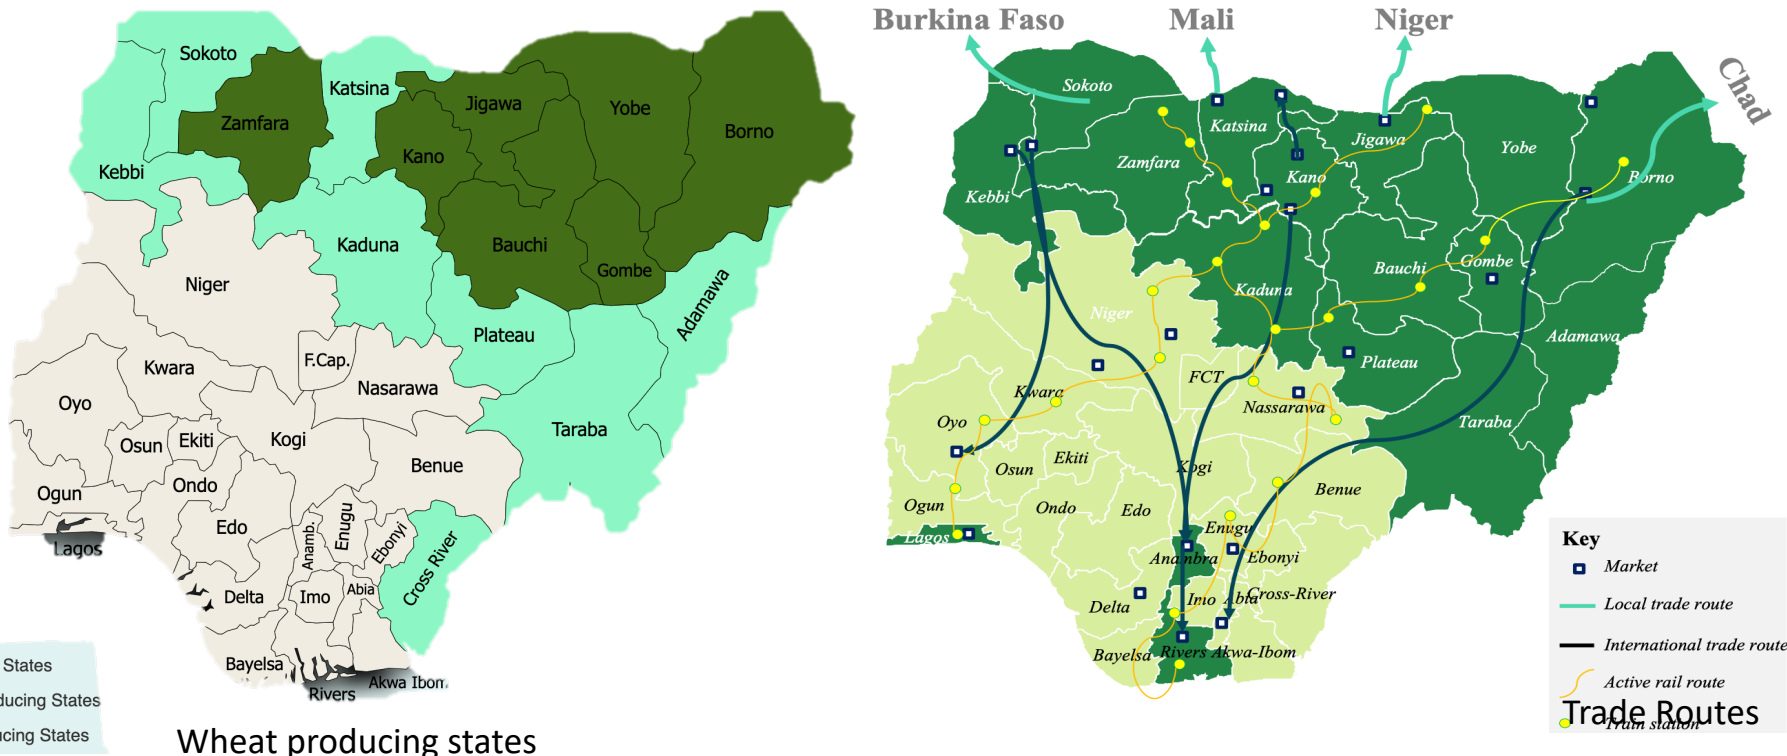 Sokoto
Katsina
Zamfara
Jigawa
Yobe
Borno
Kano
Kebbi
Kaduna
Bauchi
Gombe
Niger
Adamawa
Plateau
F.Cap.
Kwara
Nasarawa
Oyo
Taraba
Osun
Ekiti
Kogi
Benue
Ogun
Ondo
Edo
Anamb.
Enugu
Ebonyi
Cross River
Lagos
Delta
Imo
Abia
Bayelsa
Rivers
Akwa Ibom
States
ducing States
cing States
Wheat producing states
Burkina Faso
Mali
Niger
Chad
Sokoto
Katsina
Jigawa
Zamfara
Yobe
Kano
Borno
Kebbi
Bauchi
Gombe
Kaduna
Niger
Adamawa
Plateau
FCT
Kwara
Nassarawa
Oyo
Taraba
Osun
Ekiti
Kogi
Benue
Ogun
Ondo
Edo
Enugu
Lagos
Anambra
Ebonyi
Delta
Imo
Abia
Cross-River
Bayelsa
Rivers
Akwa-Ibom
Key
Market
Local trade route
International trade route
Active rail route
Train station
Trade Routes